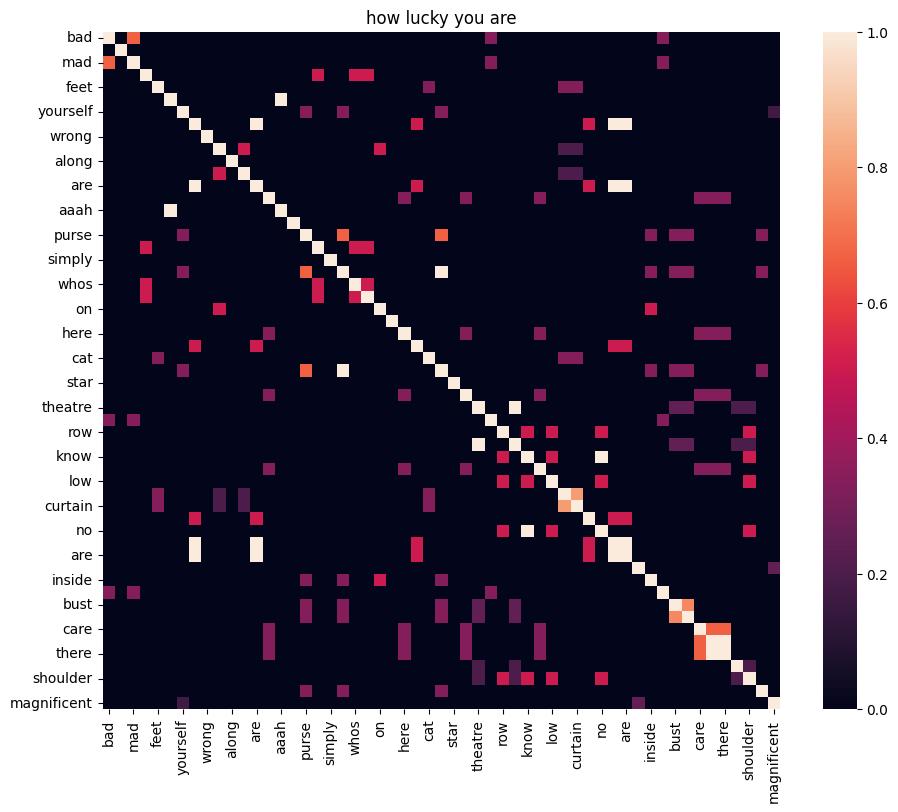 how lucky you are
bad
mad
feet
yourself
wrong
along
are
aaah
purse
simply
whos
on
here
cat
star
theatre
row
know
low
curtain
no
are
inside
bust
care
there
shoulder
magnificent
bad
mad
feet
yourself
wrong
along
are
aaah
purse
simply
whos
on
here
cat
star
theatre
row
know
low
curtain
no
are
inside
bust
care
there
shoulder
magnificent
1.0
0.8
0.6
0.4
0.2
0.0